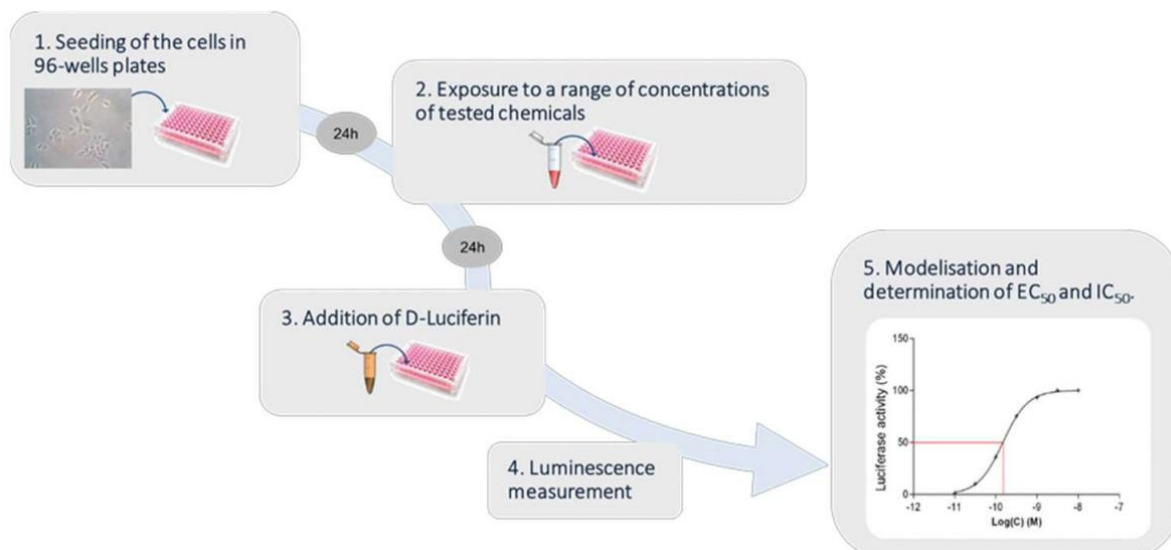 1. Seeding of the cells in
96-wells plates
24h
2. Exposure to a range of concentrations
of tested chemicals
24h
3. Addition of D-Luciferin
4. Luminescence
measurement
5. Modelisation and
determination of EC₅₀ and IC₅₀.
Luciferase activity (%)
150
100
50
0
-12
-11
-10
-9
-8
-7
Log(C) (M)